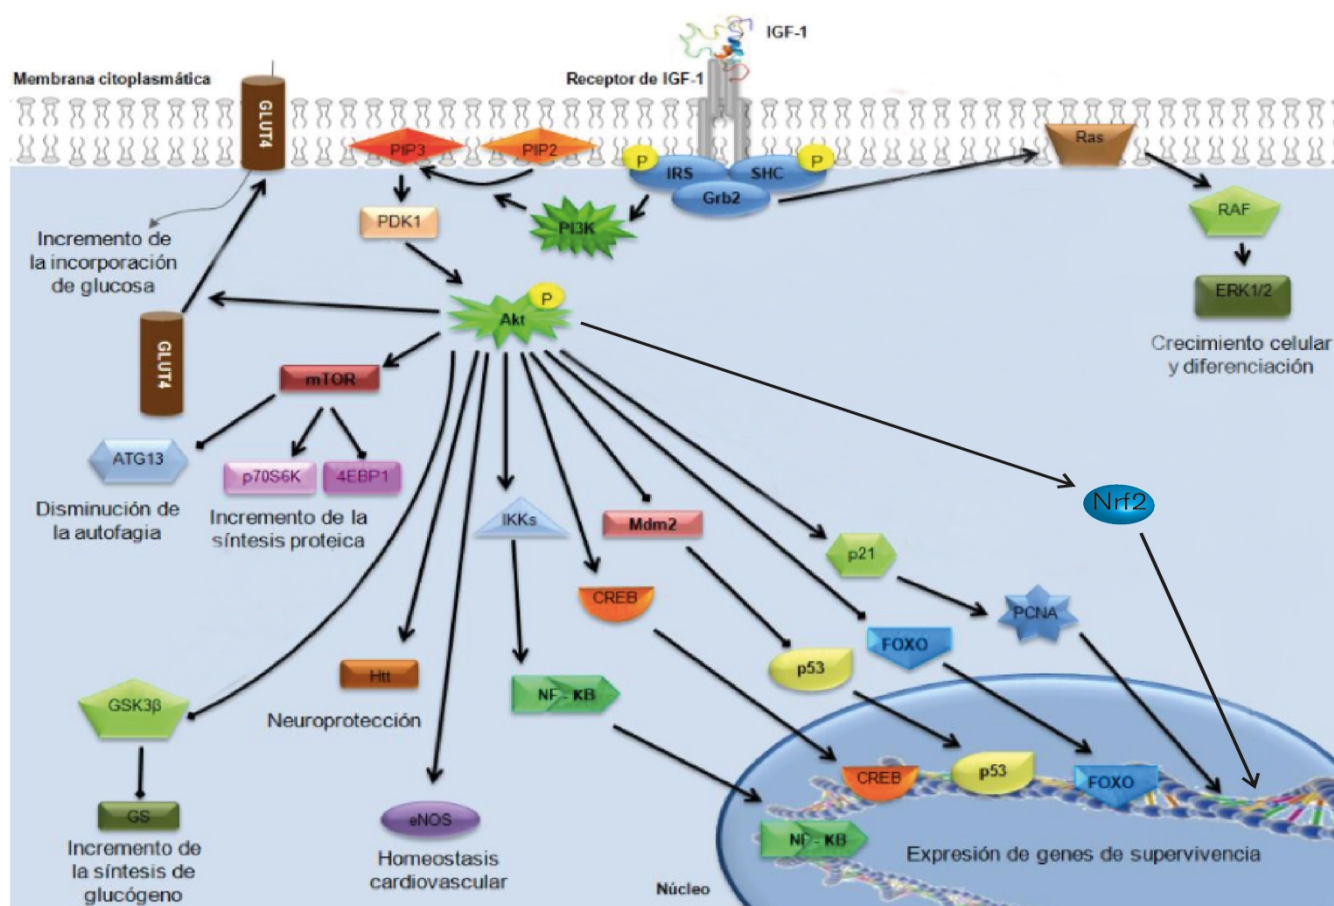 IGF-1
Membrana citoplasmática
Receptor de IGF-1
GLUT4
PIP3
PIP2
P
P
Ras
IRS
SHC
Grb2
PDK1
PI3K
RAF
Incremento de
la incorporación
de glucosa
P
Akt
ERK1/2
GLUT4
Crecimiento celular
y diferenciación
mTOR
ATG13
p70S6K
4EBP1
Nrf2
Disminución de
la autofagia
Incremento de la
síntesis proteica
IKKs
Mdm2
p21
CREB
PCNA
FOXO
p53
Htt
NF - KB
GSK3β
Neuroprotección
CREB
p53
FOXO
GS
eNOS
NF - KB
Incremento de
la síntesis de
glucógeno
Homeostasis
cardiovascular
Expresión de genes de supervivencia
Núcleo